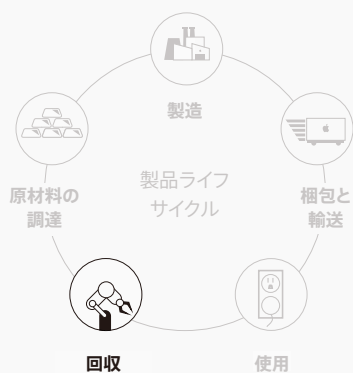 製造
原材料の
調達
製品ライフ
サイクル
梱包と
輸送
回収
使用